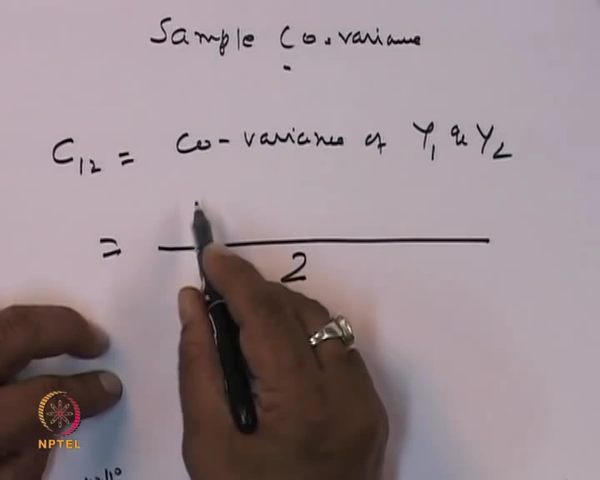 Sample Co-variance
C12 = Co-variance of Y1 & Y2
=
2
NPTEL